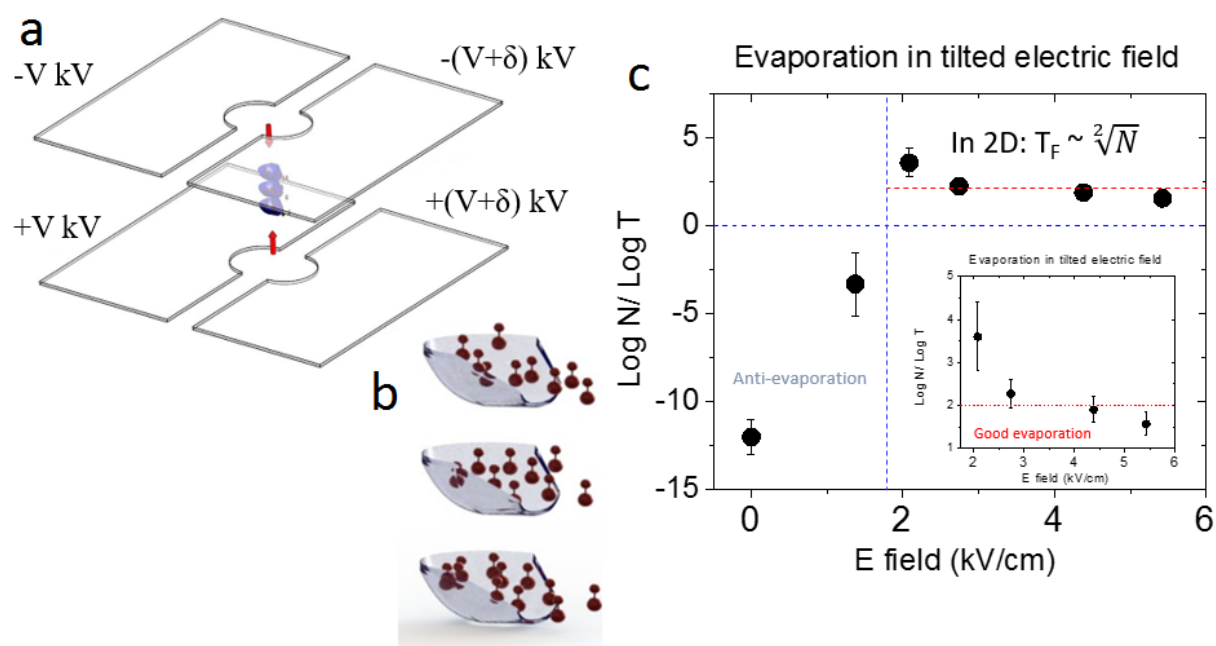 a
-V kV
-(V+δ) kV
+V kV
+(V+δ) kV
b
c
Evaporation in tilted electric field
Log N/ Log T
5
0
-5
-10
-15
In 2D: T_F ~ ²√N
Anti-evaporation
0
2
4
6
E field (kV/cm)
Evaporation in tilted electric field
Log N/ Log T
5
4
3
2
1
Good evaporation
2
3
4
5
6
E field (kV/cm)